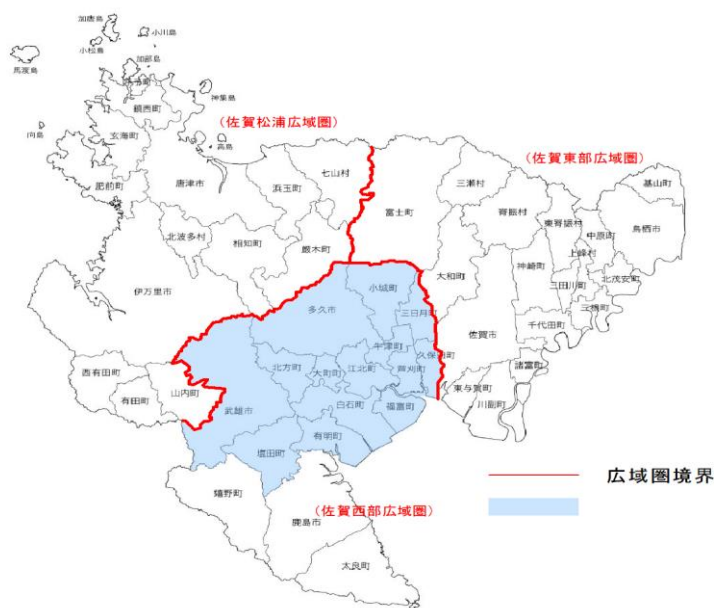 加唐島
小川島
小松島
馬渡島
加部島
呼子町
鎮西町
神集島
向島
玄海町
高島
(佐賀松浦広域圏)
(佐賀東部広域圏)
肥前町
唐津市
浜玉町
七山村
富士町
三瀬村
脊振村
基山町
東脊振村
中原町
鳥栖市
北波多村
相知町
厳木町
上峰村
大和町
神崎町
三田川町
北茂安町
伊万里市
多久市
小城町
三日月町
三根町
千代田町
佐賀市
牛津町
久保田町
諸富町
西有田町
有田町
山内町
北方町
大町町
江北町
芦刈町
東与賀町
川副町
武雄市
白石町
福富町
有明町
塩田町
広域圏境界
嬉野町
(佐賀西部広域圏)
鹿島市
太良町